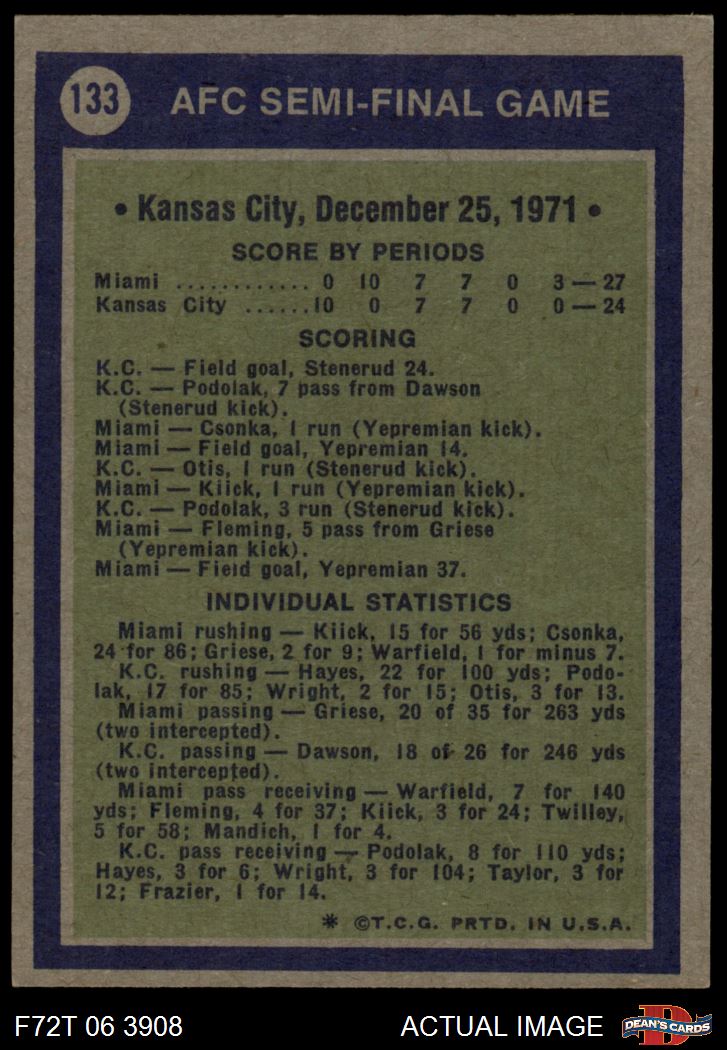 133 AFC SEMI-FINAL GAME
• Kansas City, December 25, 1971 •
SCORE BY PERIODS
Miami ............ 0 10 7 7 0 3 — 27
Kansas City ......10 0 7 7 0 0 — 24
SCORING
K.C. — Field goal, Stenerud 24.
K.C. — Podolak, 7 pass from Dawson
(Stenerud kick).
Miami — Csonka, 1 run (Yepremian kick).
Miami — Field goal, Yepremian 14.
K.C. — Otis, 1 run (Stenerud kick).
Miami — Kiick, 1 run (Yepremian kick).
K.C. — Podolak, 3 run (Stenerud kick).
Miami — Fleming, 5 pass from Griese
(Yepremian kick).
Miami — Field goal, Yepremian 37.
INDIVIDUAL STATISTICS
Miami rushing — Kiick, 15 for 56 yds; Csonka,
24 for 86; Griese, 2 for 9; Warfield, 1 for minus 7.
K.C. rushing — Hayes, 22 for 100 yds; Podo-
lak, 17 for 85; Wright, 2 for 15; Otis, 3 for 13.
Miami passing — Griese, 20 of 35 for 263 yds
(two intercepted).
K.C. passing — Dawson, 18 of 26 for 246 yds
(two intercepted).
Miami pass receiving — Warfield, 7 for 140
yds; Fleming, 4 for 37; Kiick, 3 for 24; Twilley,
5 for 58; Mandich, 1 for 4.
K.C. pass receiving — Podolak, 8 for 110 yds;
Hayes, 3 for 6; Wright, 3 for 104; Taylor, 3 for
12; Frazier, 1 for 14.
* ©T.C.G. PRTD. IN U.S.A.
F72T 06 3908 ACTUAL IMAGE D DEAN'S CARDS